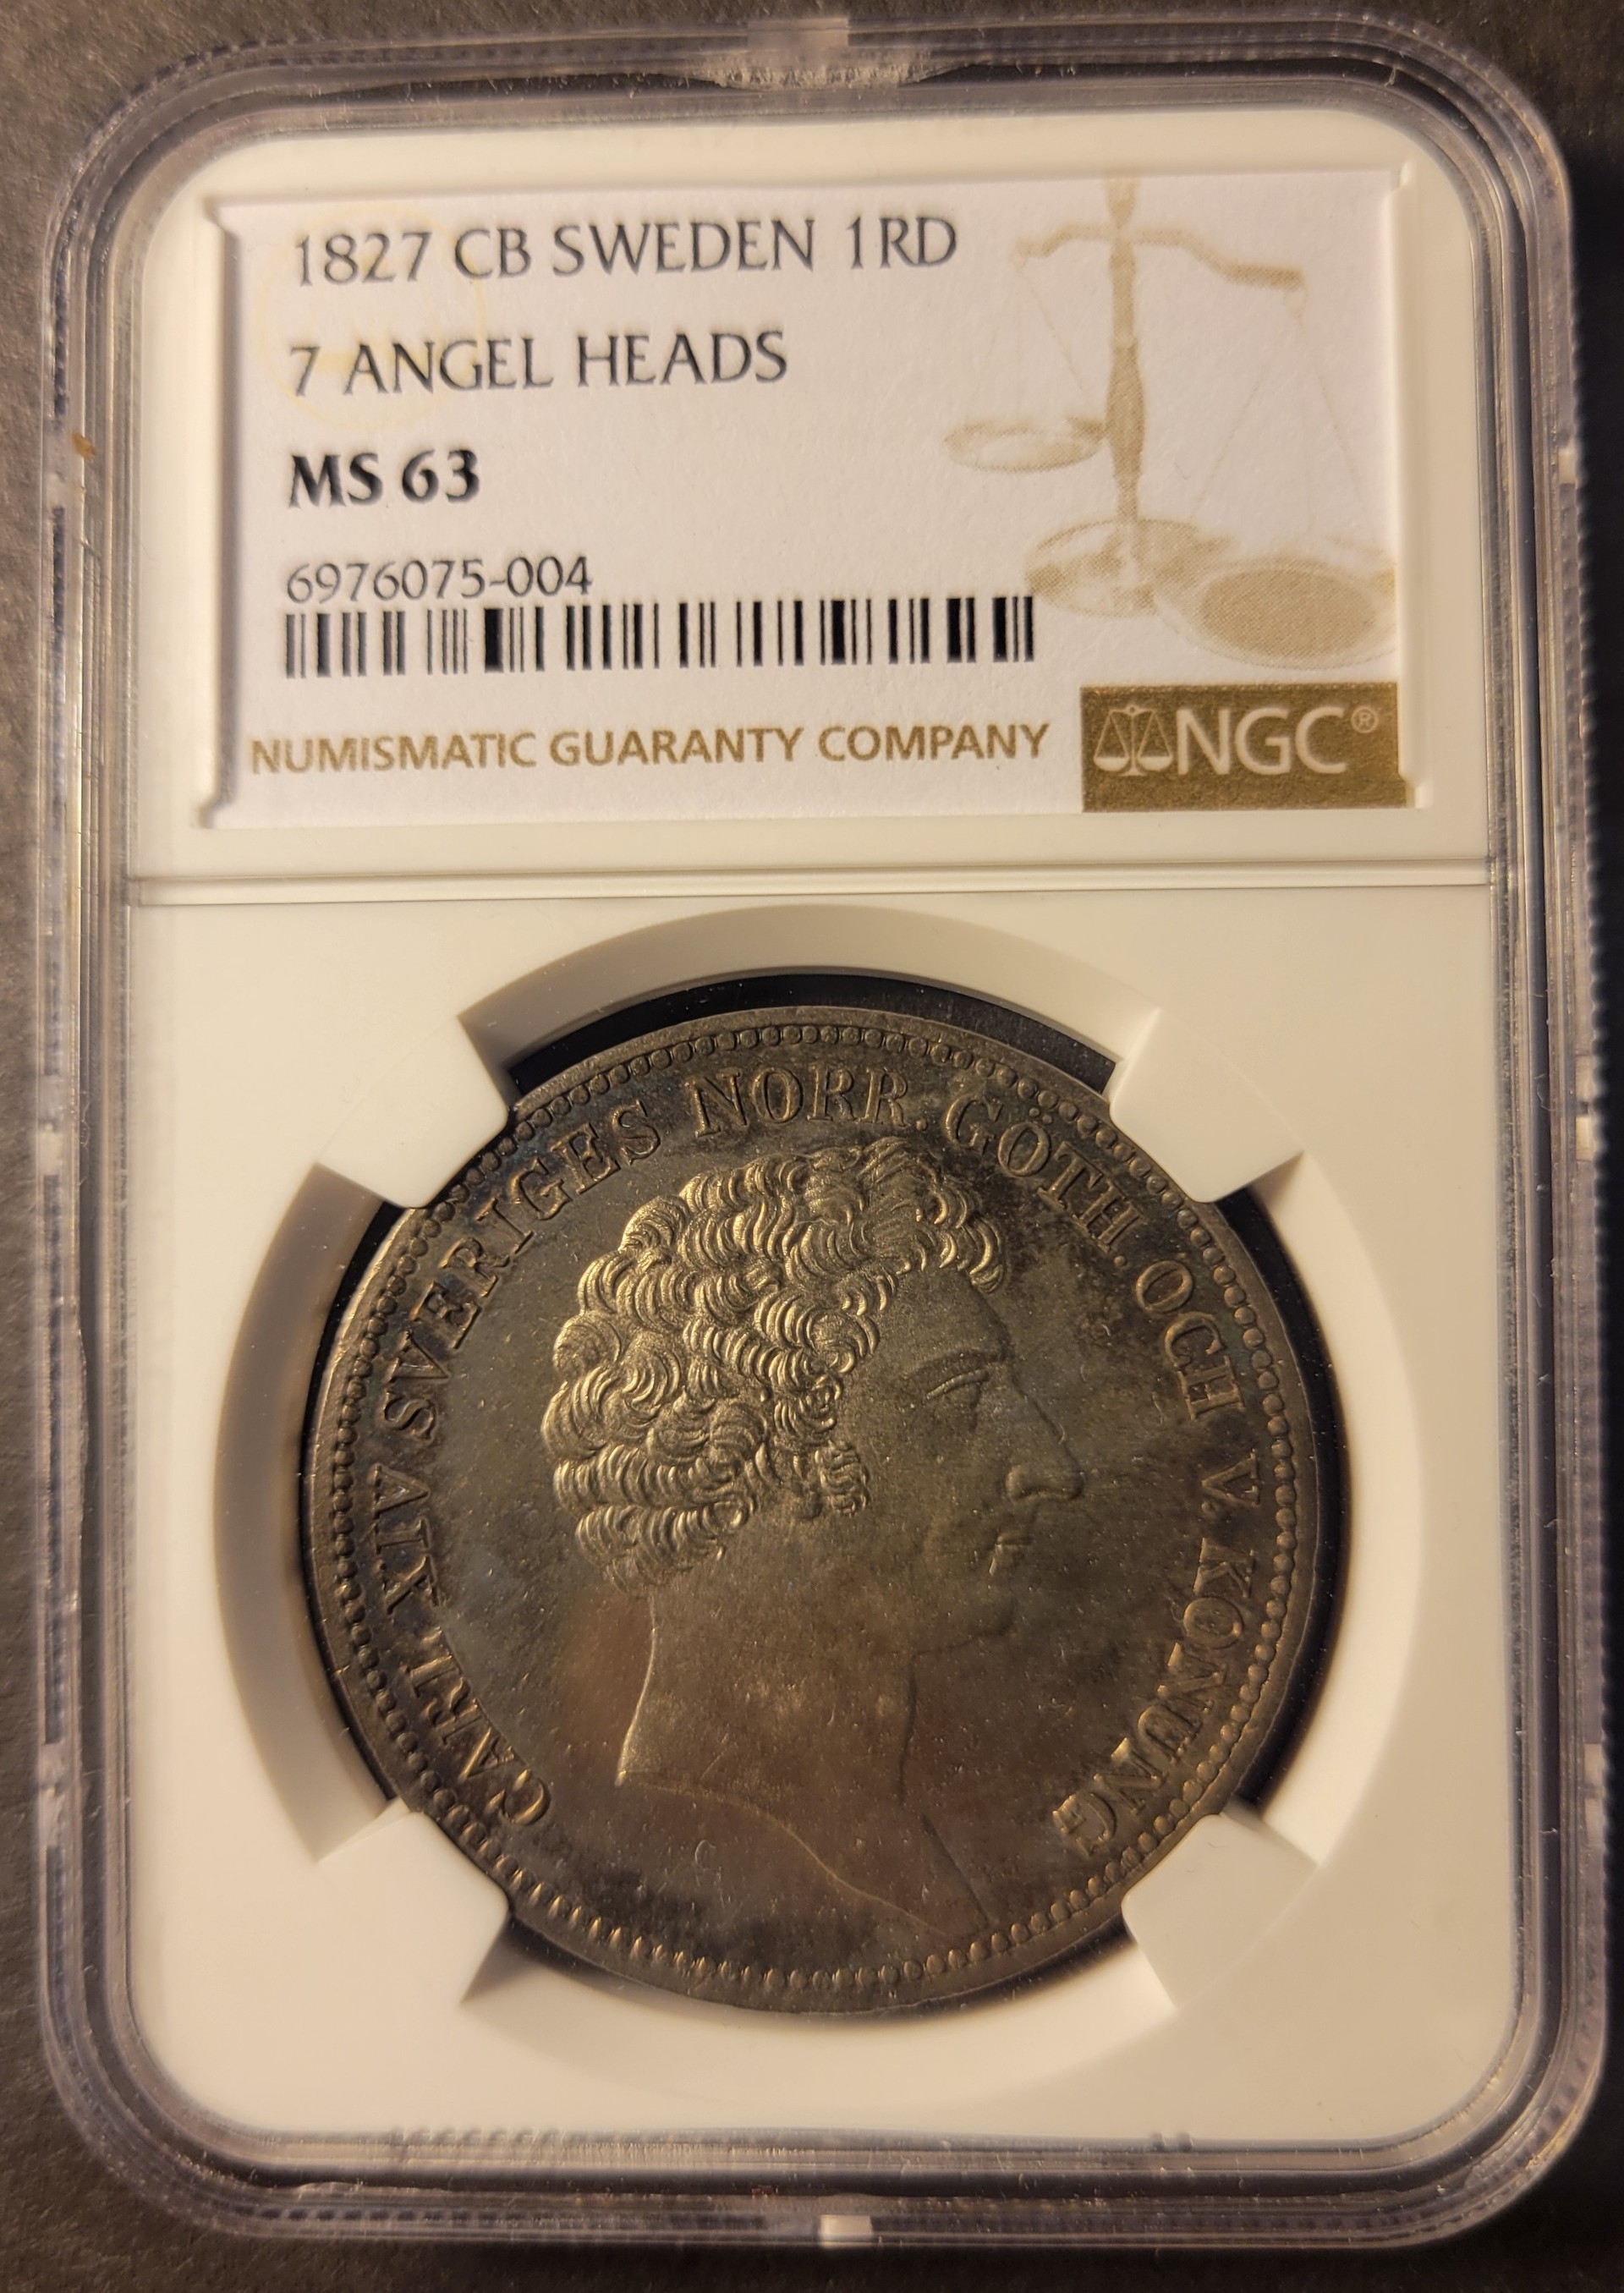 1827 CB SWEDEN 1RD
7 ANGEL HEADS
MS 63
6976075-004
NUMISMATIC GUARANTY COMPANY
NGC®
CARL XIV SVERIGES NORR. GÖTH. OCH V. KONUNG